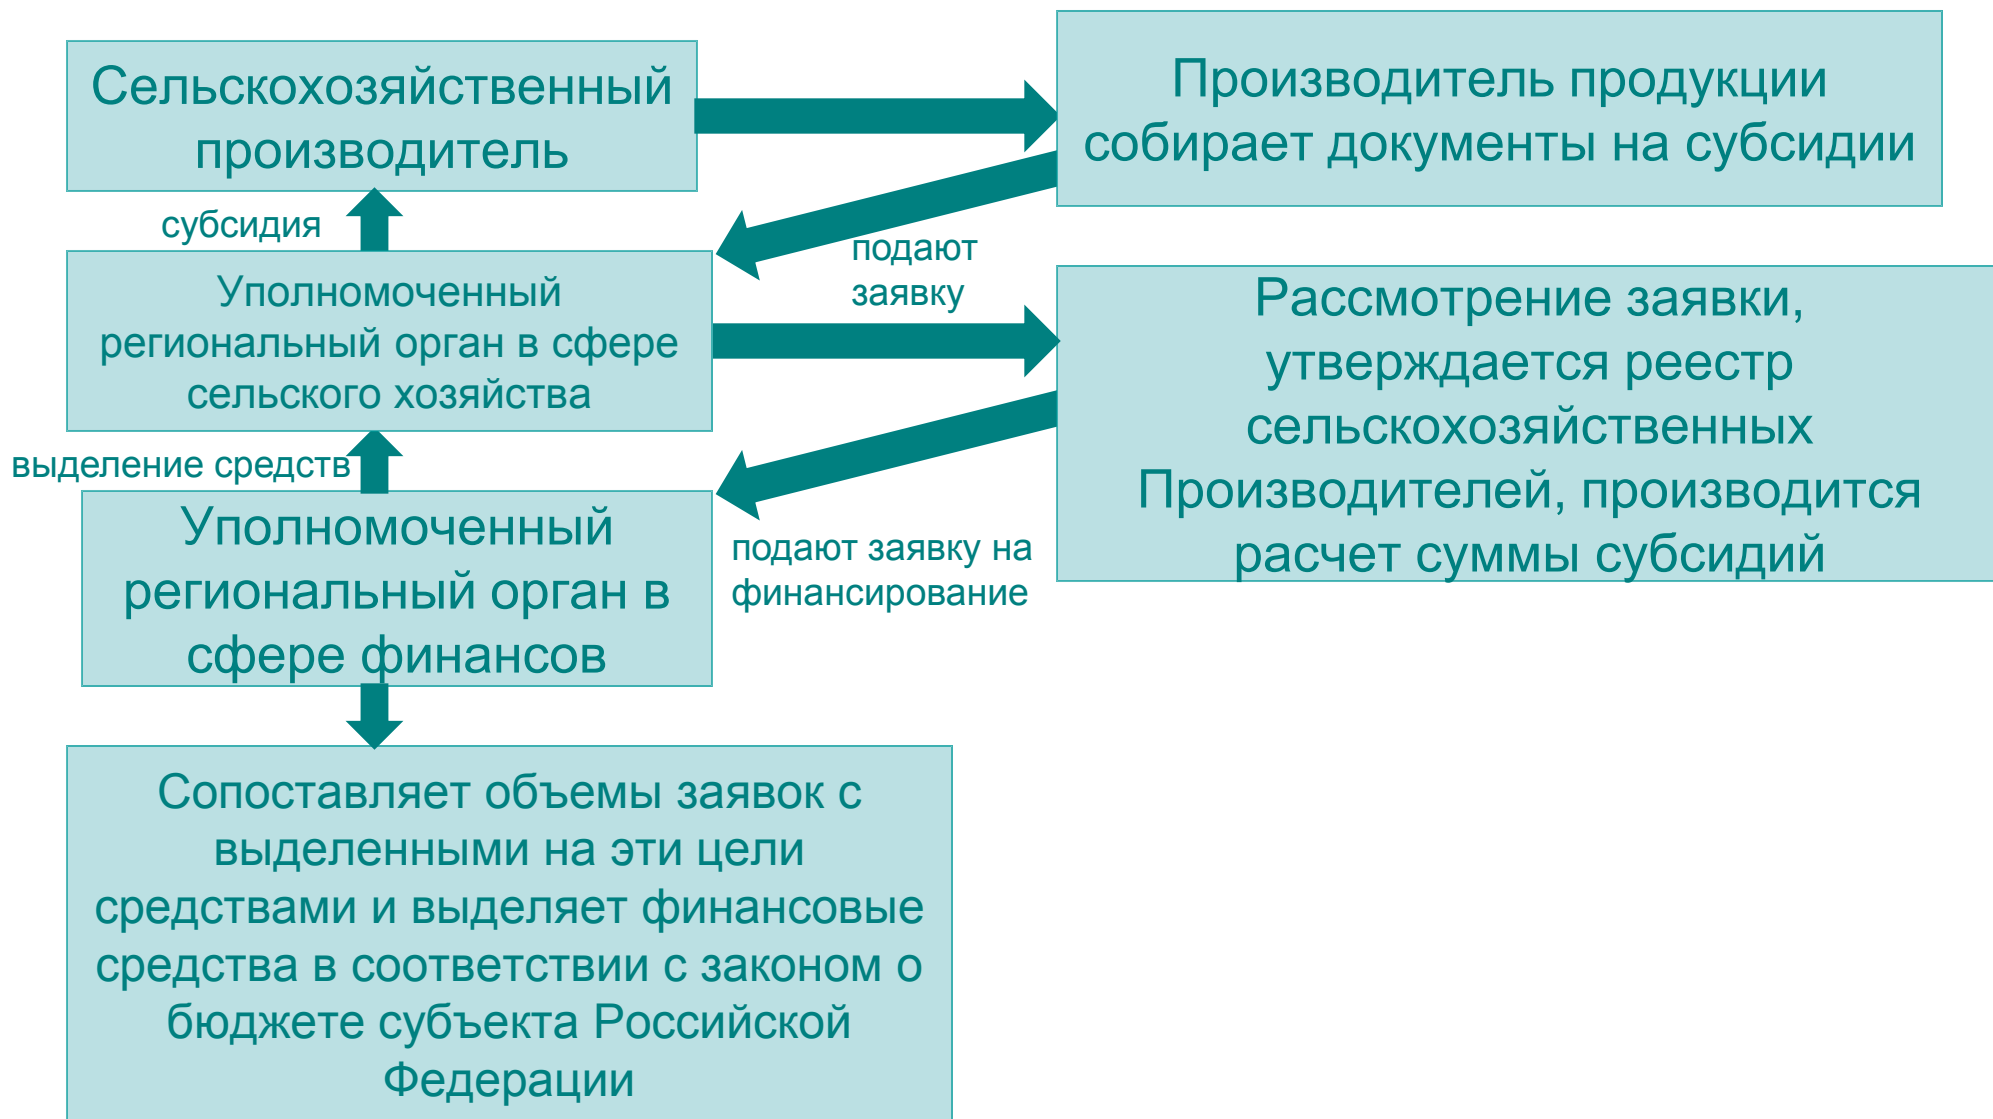 Сельскохозяйственный
производитель
Производитель продукции
собирает документы на субсидии
субсидия
подают
заявку
Уполномоченный
региональный орган в сфере
сельского хозяйства
Рассмотрение заявки,
утверждается реестр
сельскохозяйственных
Производителей, производится
расчет суммы субсидий
выделение средств
подают заявку на
финансирование
Уполномоченный
региональный орган в
сфере финансов
Сопоставляет объемы заявок с
выделенными на эти цели
средствами и выделяет финансовые
средства в соответствии с законом о
бюджете субъекта Российской
Федерации